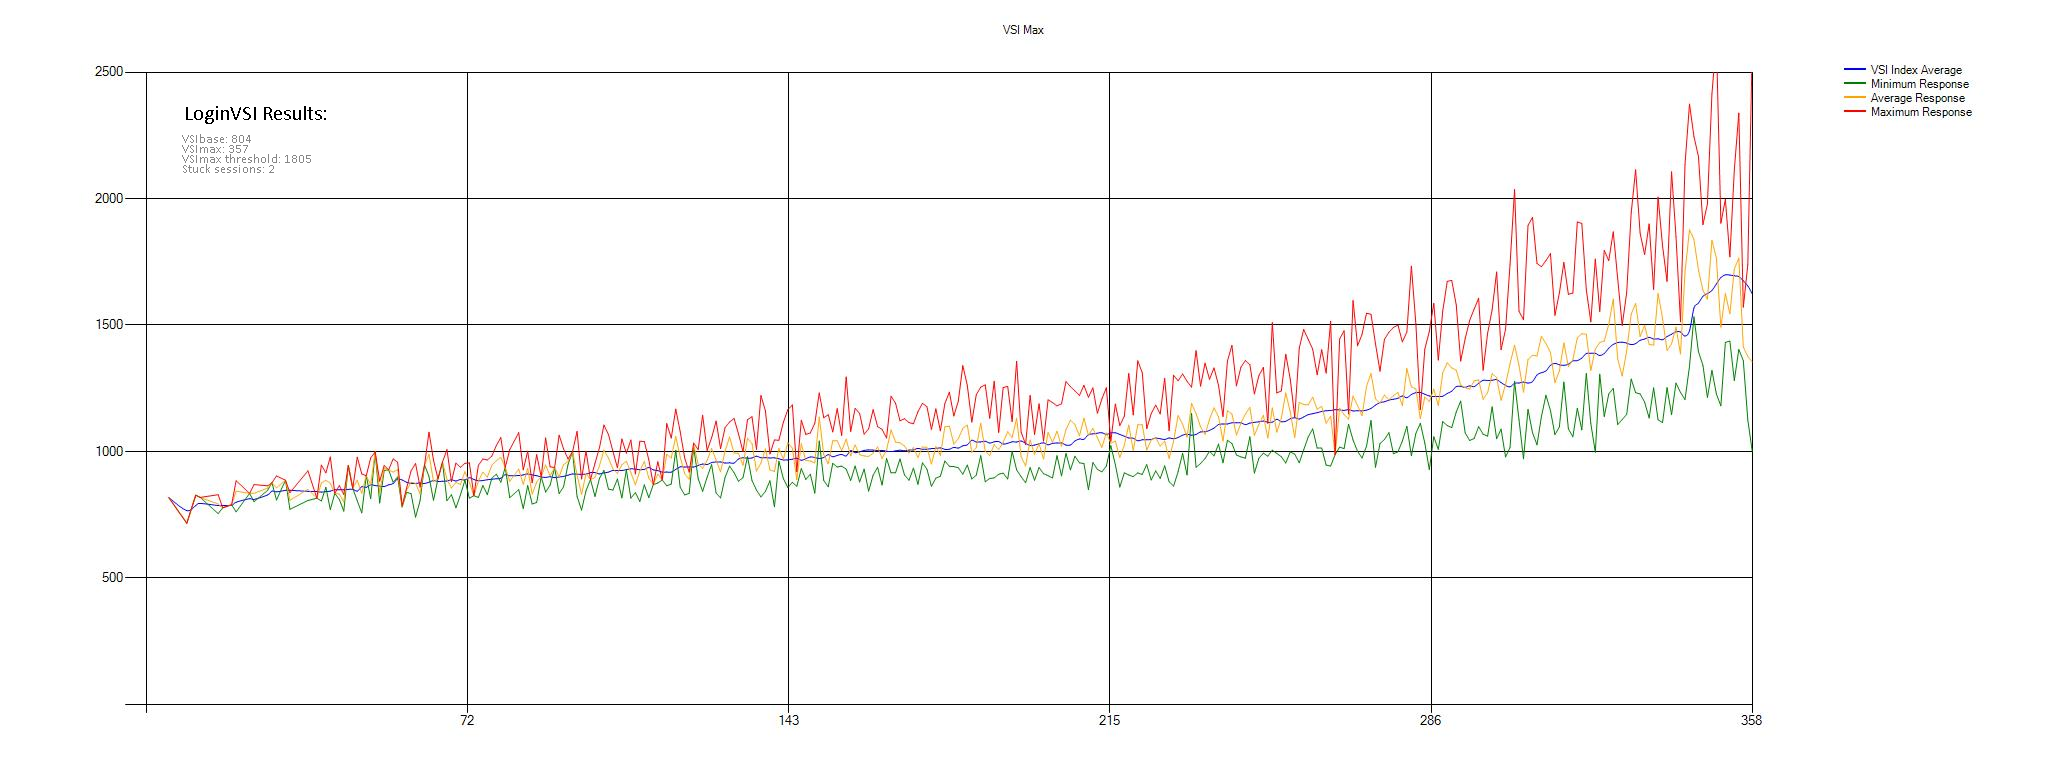 VSI Max
2500
2000
1500
1000
500
LoginVSI Results:
VSIbase: 804
VSImax: 357
VSImax threshold: 1805
Stuck sessions: 2
VSI Index Average
Minimum Response
Average Response
Maximum Response
72
143
215
286
358